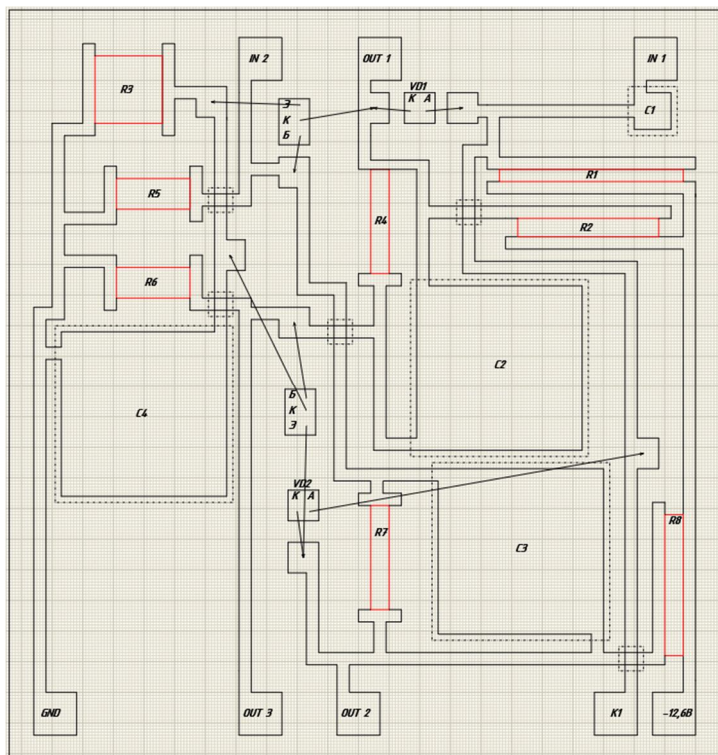 IN 2
OUT 1
IN 1
R3
VD1
К А
Э
К
Б
C1
R1
R5
R4
R2
R6
C2
Б
К
Э
C4
VD2
К А
R7
R8
C3
GND
OUT 3
OUT 2
K1
-12,6В